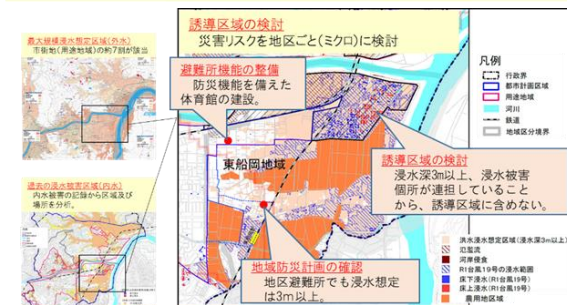 最大規模浸水想定区域(外水)
市街地(用途地域)の約7割が該当
過去の浸水被害区域(内水)
内水被害の記録から区域及び
場所を分析。
誘導区域の検討
災害リスクを地区ごと(ミクロ)に検討
避難所機能の整備
防災機能を備えた
体育館の建設。
東船岡地域
誘導区域の検討
浸水深3m以上、浸水被害
個所が連担していること
から、誘導区域に含めない。
地域防災計画の確認
地区避難所でも浸水想定
は3m以上。
凡例
行政界
都市計画区域
用途地域
河川
鉄道
地域区分境界
洪水浸水想定区域(浸水深3m以上)
氾濫流
河岸侵食
R1台風19号の浸水範囲
床下浸水(R1台風19号)
床上浸水(R1台風19号)
農用地区域